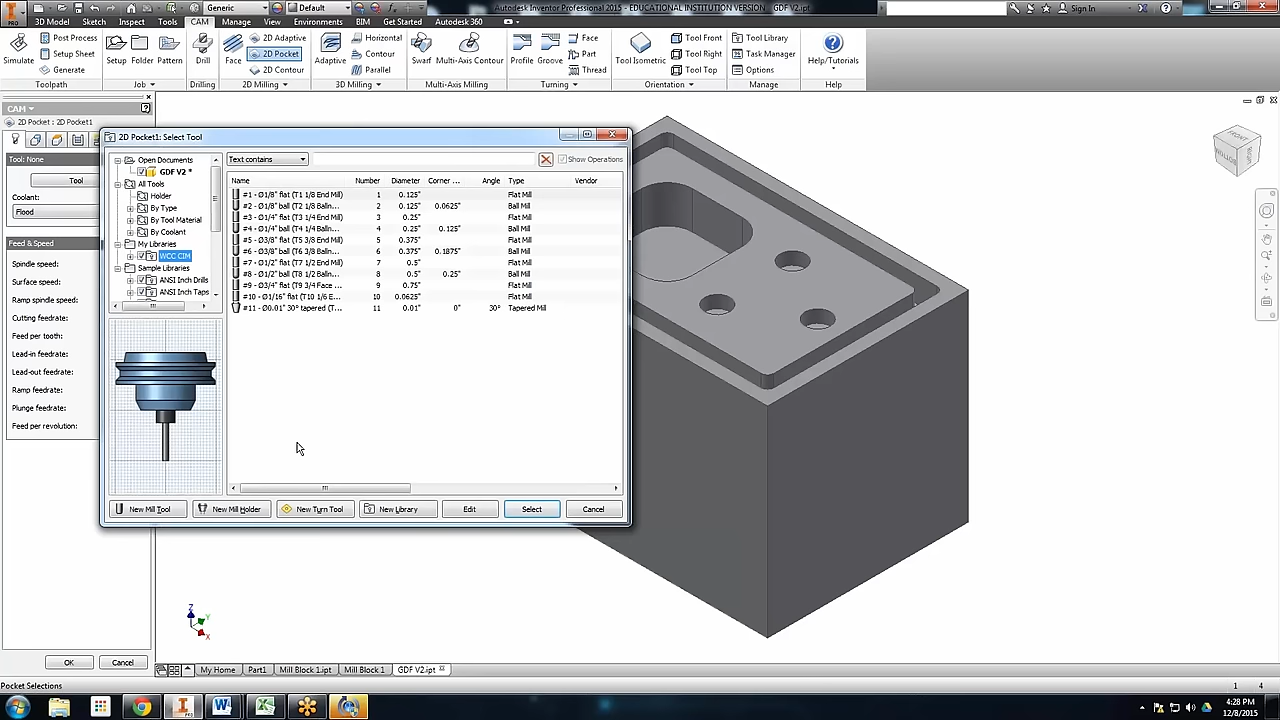 Generic
Default
Autodesk Inventor Professional 2015 - EDUCATIONAL INSTITUTION VERSION GDF V2.ipt
Sign In
PRO
3D Model
Sketch
Inspect
Tools
CAM
Manage
View
Environments
BIM
Get Started
Autodesk 360
Simulate
Post Process
Setup Sheet
Generate
Toolpath
Setup
Folder
Pattern
Job
Drill
Drilling
Face
2D Adaptive
2D Pocket
2D Contour
2D Milling
Adaptive
Horizontal
Contour
Parallel
3D Milling
Swarf
Multi-Axis Contour
Multi-Axis Milling
Profile
Groove
Face
Part
Thread
Turning
Tool Isometric
Tool Front
Tool Right
Tool Top
Orientation
Tool Library
Task Manager
Options
Manage
Help/Tutorials
Help
CAM
2D Pocket : 2D Pocket1
Tool: None
Tool
Coolant:
Flood
Feed & Speed
Spindle speed:
Surface speed:
Ramp spindle speed:
Cutting feedrate:
Feed per tooth:
Lead-in feedrate:
Lead-out feedrate:
Ramp feedrate:
Plunge feedrate:
Feed per revolution:
OK
Cancel
2D Pocket1: Select Tool
Open Documents
GDF V2 *
All Tools
Holder
By Type
By Tool Material
By Coolant
My Libraries
WCC CIM
Sample Libraries
ANSI Inch Drills
ANSI Inch Taps
Text contains
Show Operations
Name Number Diameter Corner ... Angle Type Vendor
#1 - Ø1/8" flat (T1 1/8 End Mill) 1 0.125" Flat Mill
#2 - Ø1/8" ball (T2 1/8 Balln... 2 0.125" 0.0625" Ball Mill
#3 - Ø1/4" flat (T3 1/4 End Mill) 3 0.25" Flat Mill
#4 - Ø1/4" ball (T4 1/4 Balln... 4 0.25" 0.125" Ball Mill
#5 - Ø3/8" flat (T5 3/8 End Mill) 5 0.375" Flat Mill
#6 - Ø3/8" ball (T6 3/8 Balln... 6 0.375" 0.1875" Ball Mill
#7 - Ø1/2" flat (T7 1/2 End Mill) 7 0.5" Flat Mill
#8 - Ø1/2" ball (T8 1/2 Balln... 8 0.5" 0.25" Ball Mill
#9 - Ø3/4" flat (T9 3/4 Face ... 9 0.75" Flat Mill
#10 - Ø1/16" flat (T10 1/16 E... 10 0.0625" Flat Mill
#11 - Ø0.01" 30° tapered (T... 11 0.01" 0" 30° Tapered Mill
New Mill Tool
New Mill Holder
New Turn Tool
New Library
Edit
Select
Cancel
FRONT
BOTTOM
Z
Y
X
My Home
Part1
Mill Block 1.ipt
Mill Block 1
GDF V2.ipt
Pocket Selections
1 4
4:28 PM
12/8/2015